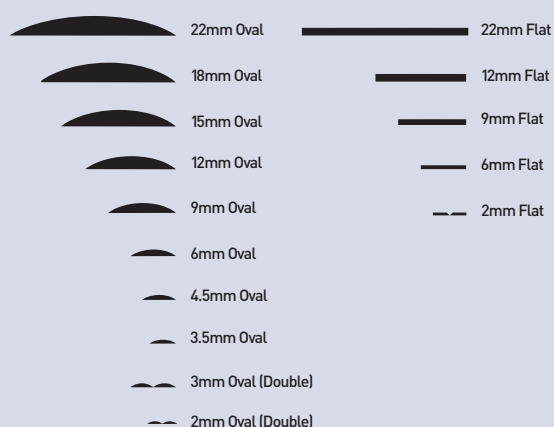 22mm Oval
18mm Oval
15mm Oval
12mm Oval
9mm Oval
6mm Oval
4.5mm Oval
3.5mm Oval
3mm Oval (Double)
2mm Oval (Double)
22mm Flat
12mm Flat
9mm Flat
6mm Flat
2mm Flat